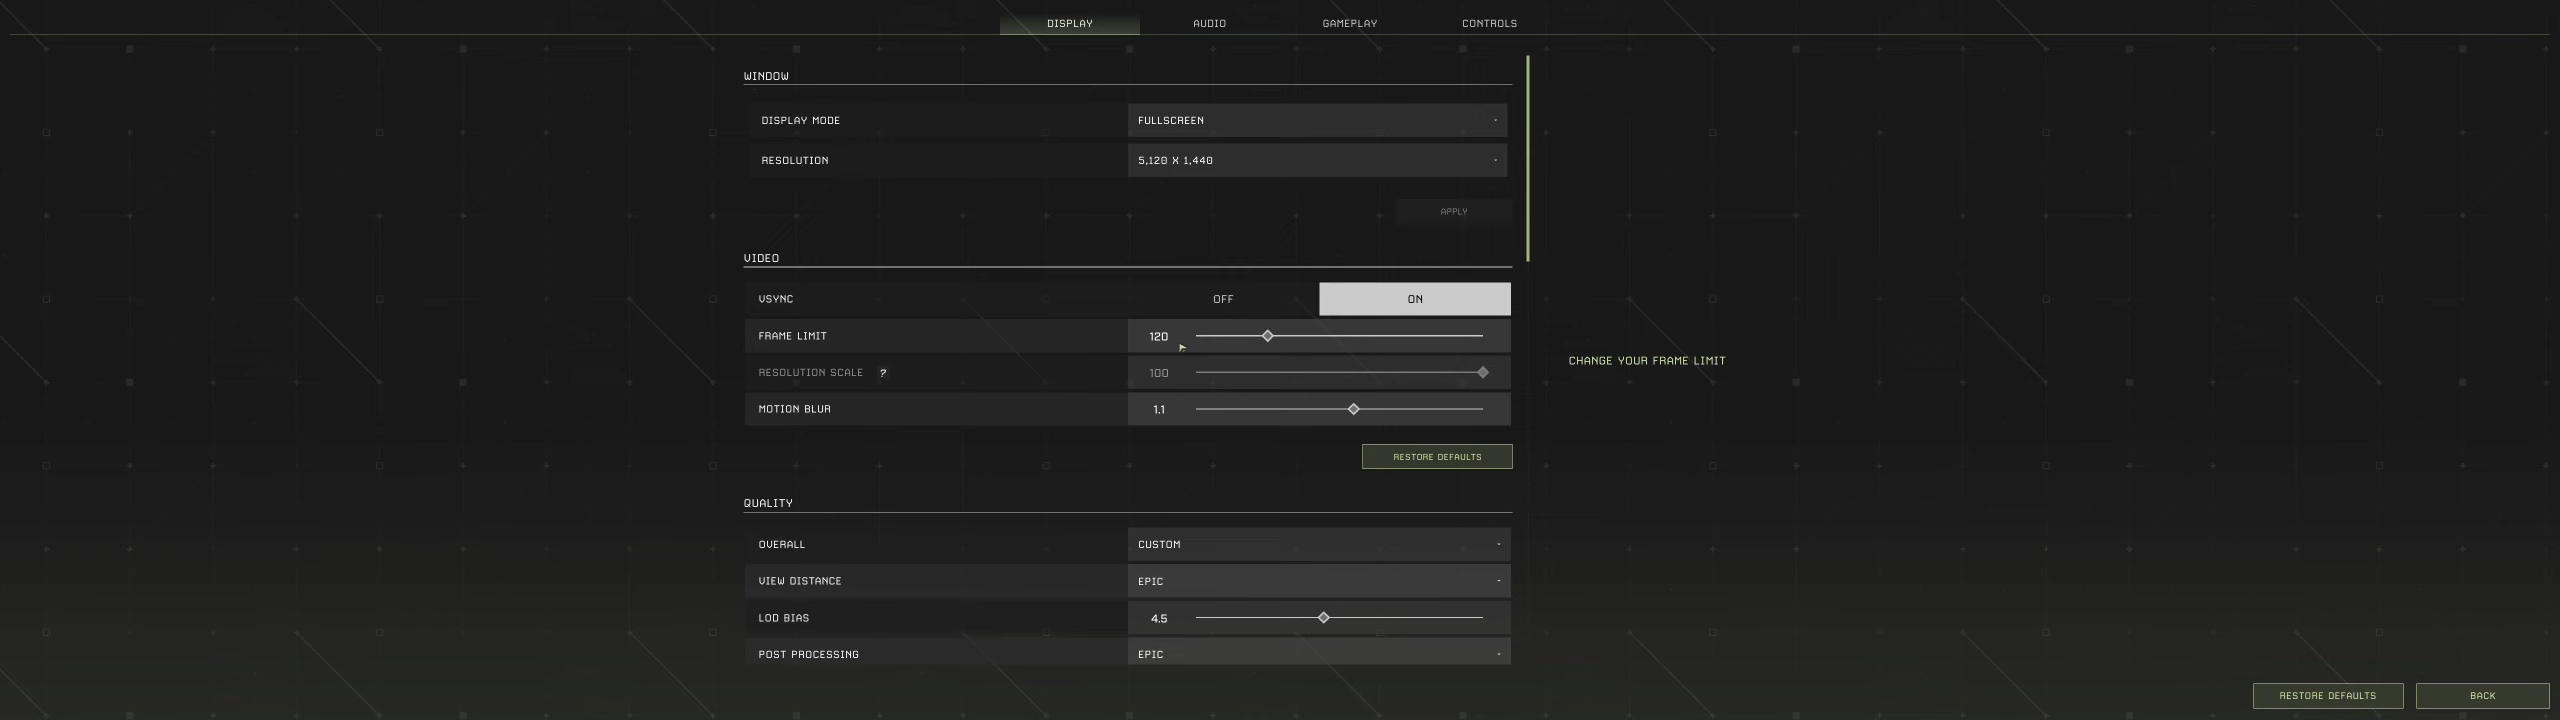 DISPLAY AUDIO GAMEPLAY CONTROLS
WINDOW
DISPLAY MODE FULLSCREEN
RESOLUTION 5,120 X 1,440
APPLY
VIDEO
VSYNC OFF ON
FRAME LIMIT 120
CHANGE YOUR FRAME LIMIT
RESOLUTION SCALE ? 100
MOTION BLUR 1.1
RESTORE DEFAULTS
QUALITY
OVERALL CUSTOM
VIEW DISTANCE EPIC
LOD BIAS 4.5
POST PROCESSING EPIC
RESTORE DEFAULTS BACK